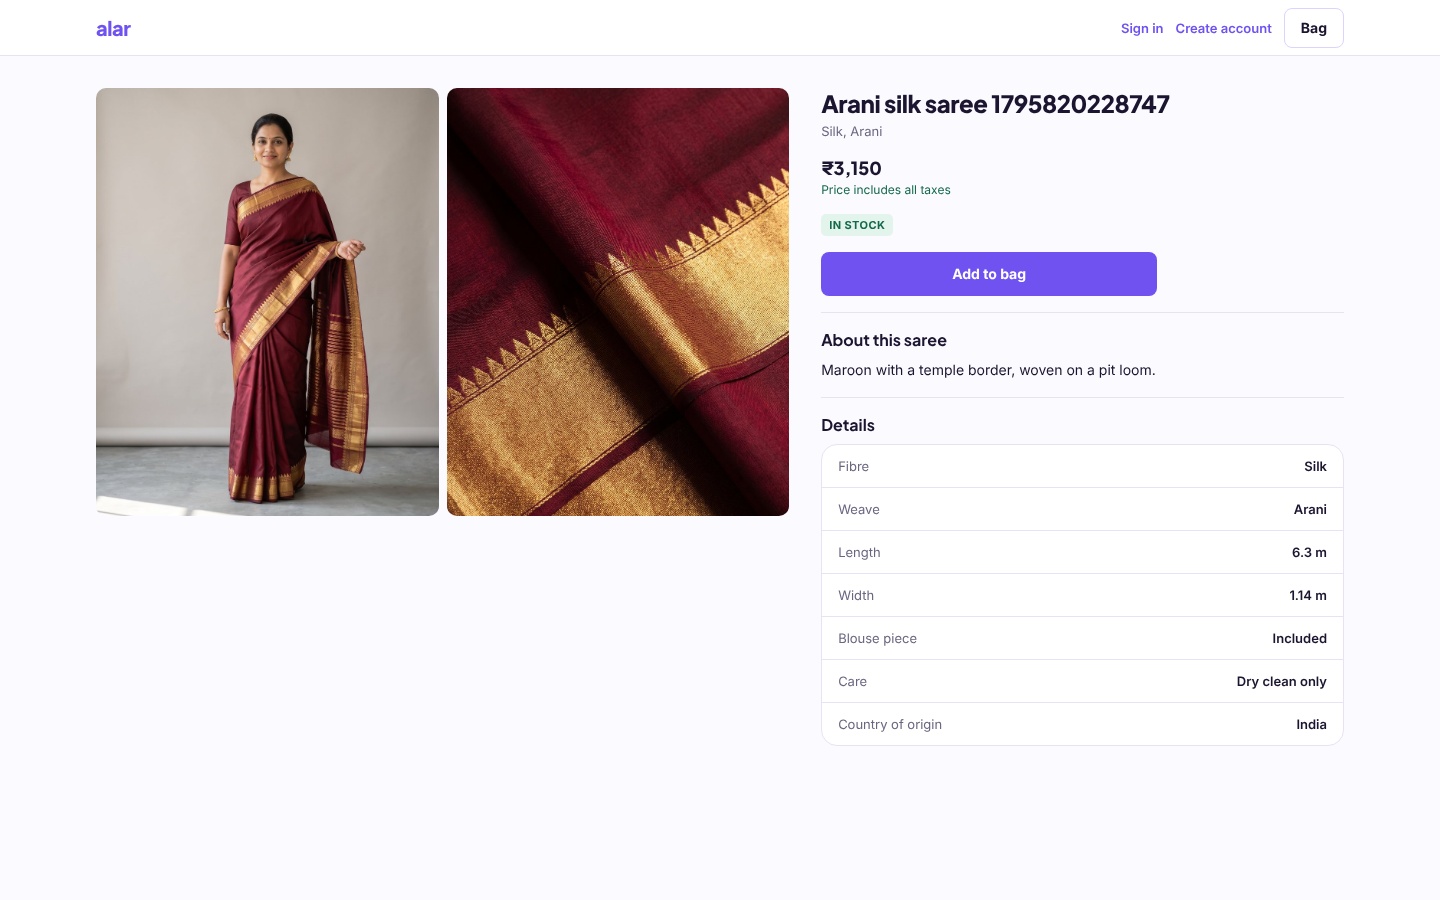 alar
Sign in
Create account
Bag
Arani silk saree 1795820228747
Silk, Arani
₹3,150
Price includes all taxes
IN STOCK
Add to bag
About this saree
Maroon with a temple border, woven on a pit loom.
Details
Fibre Silk
Weave Arani
Length 6.3 m
Width 1.14 m
Blouse piece Included
Care Dry clean only
Country of origin India